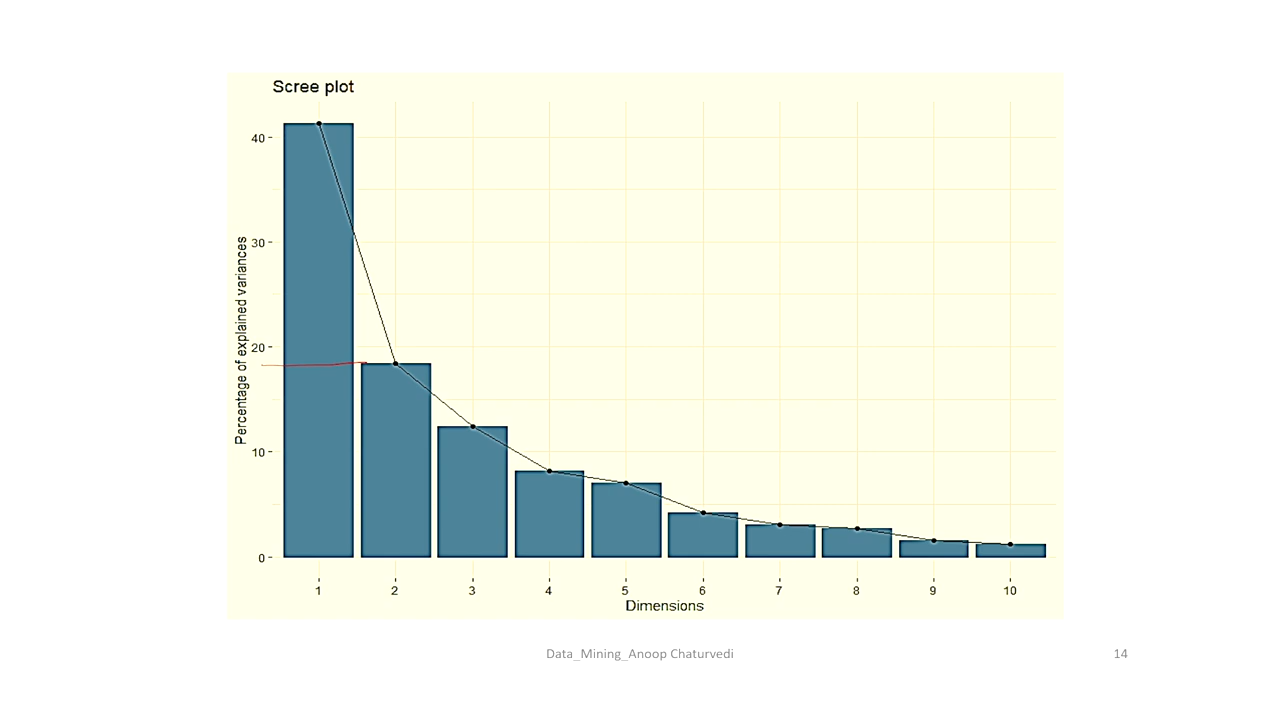 Scree plot
Percentage of explained variances
40
30
20
10
0
1 2 3 4 5 6 7 8 9 10
Dimensions
Data_Mining_Anoop Chaturvedi
14